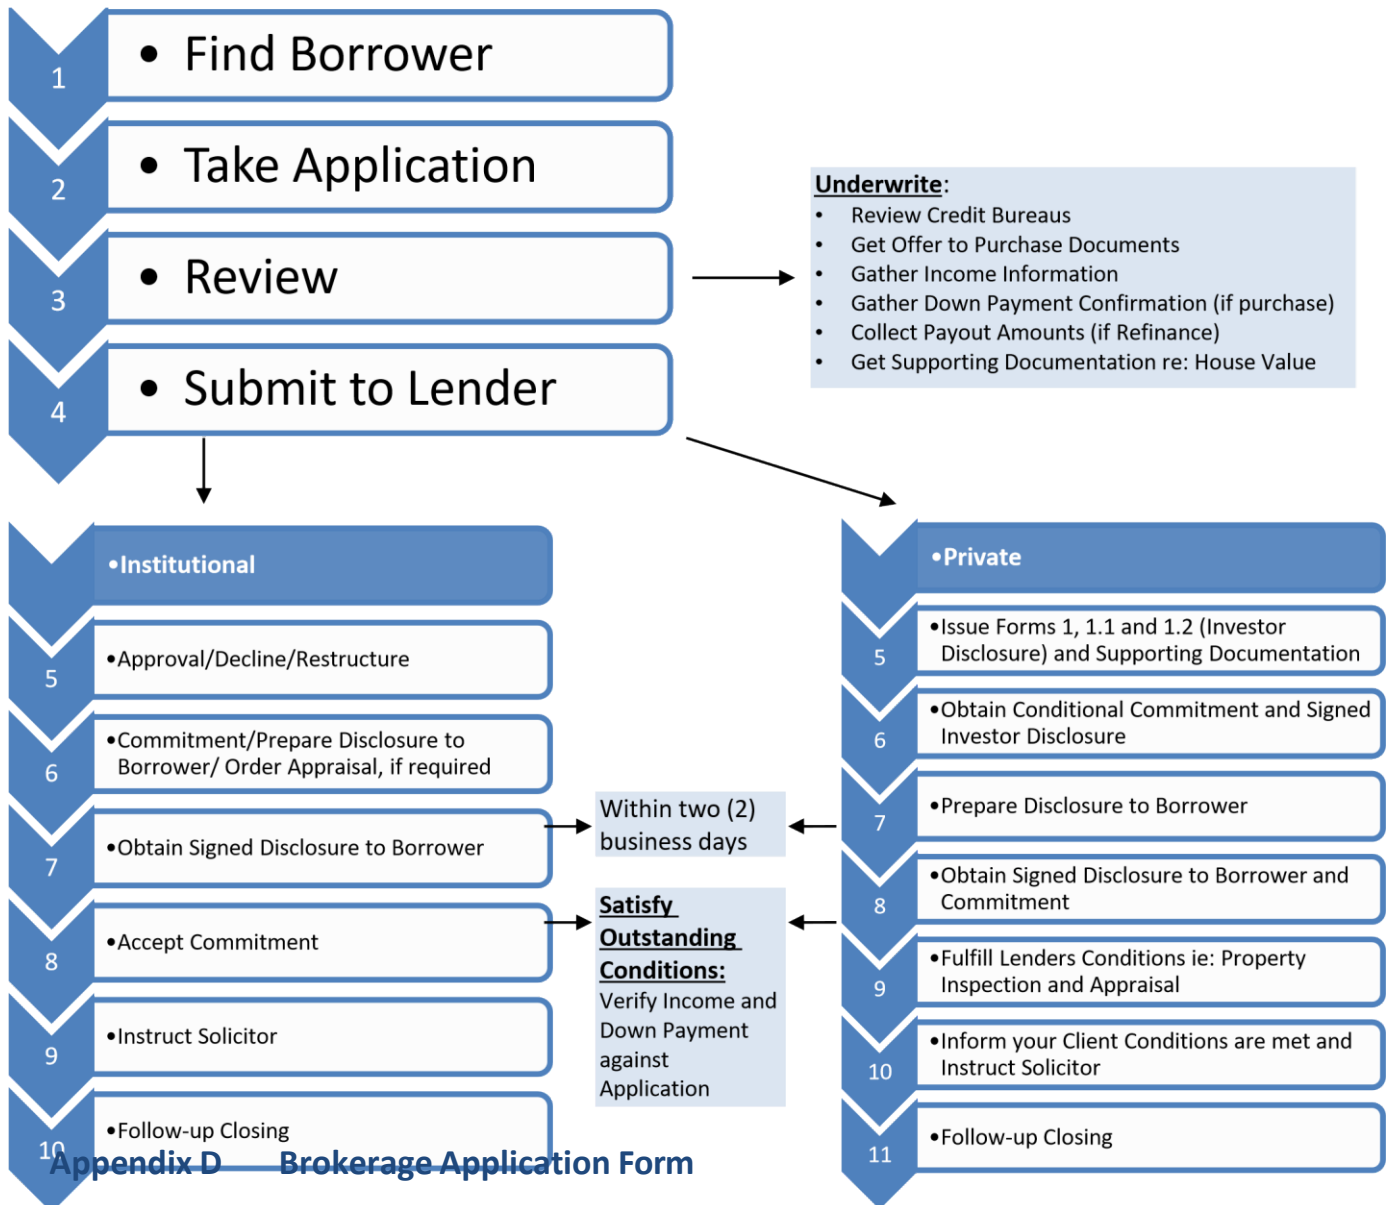 1
• Find Borrower
2
• Take Application
3
• Review
4
• Submit to Lender
Underwrite:
• Review Credit Bureaus
• Get Offer to Purchase Documents
• Gather Income Information
• Gather Down Payment Confirmation (if purchase)
• Collect Payout Amounts (if Refinance)
• Get Supporting Documentation re: House Value
•Institutional
5
•Approval/Decline/Restructure
6
•Commitment/Prepare Disclosure to
Borrower/ Order Appraisal, if required
7
•Obtain Signed Disclosure to Borrower
8
•Accept Commitment
9
•Instruct Solicitor
10
•Follow-up Closing
Within two (2)
business days
Satisfy
Outstanding
Conditions:
Verify Income and
Down Payment
against
Application
•Private
5
•Issue Forms 1, 1.1 and 1.2 (Investor
Disclosure) and Supporting Documentation
6
•Obtain Conditional Commitment and Signed
Investor Disclosure
7
•Prepare Disclosure to Borrower
8
•Obtain Signed Disclosure to Borrower and
Commitment
9
•Fulfill Lenders Conditions ie: Property
Inspection and Appraisal
10
•Inform your Client Conditions are met and
Instruct Solicitor
11
•Follow-up Closing
Appendix D Brokerage Application Form